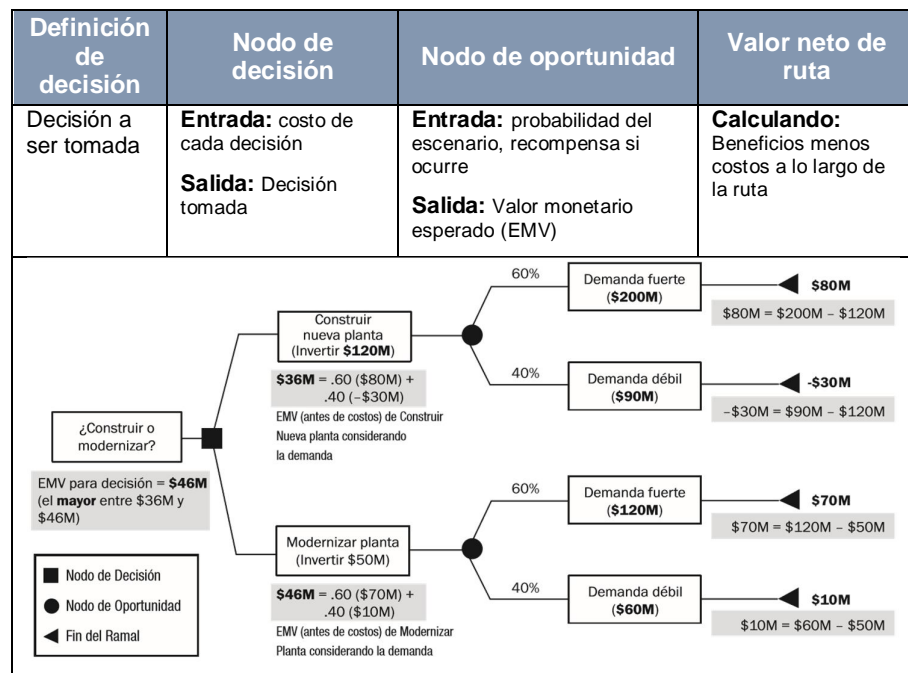 Definición
de
decisión
Nodo de
decisión
Nodo de oportunidad
Valor neto de
ruta
Decisión a
ser tomada
Entrada: costo de
cada decisión
Salida: Decisión
tomada
Entrada: probabilidad del
escenario, recompensa si
ocurre
Salida: Valor monetario
esperado (EMV)
Calculando:
Beneficios menos
costos a lo largo de
la ruta
¿Construir o
modernizar?
EMV para decisión = $46M
(el mayor entre $36M y
$46M)
Construir
nueva planta
(Invertir $120M)
$36M = .60 ($80M) +
.40 (–$30M)
EMV (antes de costos) de Construir
Nueva planta considerando
la demanda
60%
Demanda fuerte
($200M)
$80M
$80M = $200M – $120M
40%
Demanda débil
($90M)
-$30M
–$30M = $90M – $120M
Modernizar planta
(Invertir $50M)
$46M = .60 ($70M) +
.40 ($10M)
EMV (antes de costos) de Modernizar
Planta considerando la demanda
60%
Demanda fuerte
($120M)
$70M
$70M = $120M – $50M
40%
Demanda débil
($60M)
$10M
$10M = $60M – $50M
Nodo de Decisión
Nodo de Oportunidad
Fin del Ramal